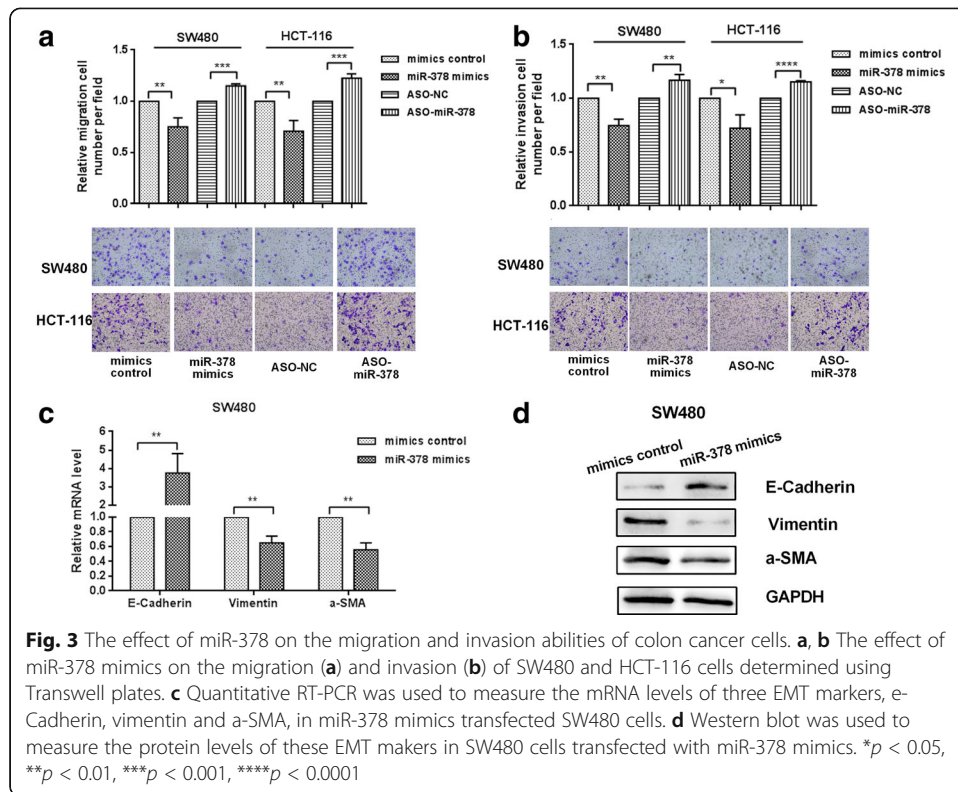 a
SW480
HCT-116
Relative migration cell
number per field
1.5
1.0
0.5
0.0
**
***
**
***
mimics control
miR-378 mimics
ASO-NC
ASO-miR-378
SW480
HCT-116
mimics
control
miR-378
mimics
ASO-NC
ASO-
miR-378
b
SW480
HCT-116
Relative invasion cell
number per field
1.5
1.0
0.5
0.0
**
**
*
****
mimics control
miR-378 mimics
ASO-NC
ASO-miR-378
SW480
HCT-116
mimics
control
miR-378
mimics
ASO-NC
ASO-
miR-378
c
SW480
Relative mRNA level
6
5
4
3
2
1.0
0.8
0.6
0.4
0.2
0.0
**
**
**
mimics control
miR-378 mimics
E-Cadherin
Vimentin
a-SMA
d
SW480
mimics control
miR-378 mimics
E-Cadherin
Vimentin
a-SMA
GAPDH
Fig. 3 The effect of miR-378 on the migration and invasion abilities of colon cancer cells. a, b The effect of
miR-378 mimics on the migration (a) and invasion (b) of SW480 and HCT-116 cells determined using
Transwell plates. c Quantitative RT-PCR was used to measure the mRNA levels of three EMT markers, e-
Cadherin, vimentin and a-SMA, in miR-378 mimics transfected SW480 cells. d Western blot was used to
measure the protein levels of these EMT makers in SW480 cells transfected with miR-378 mimics. *p < 0.05,
**p < 0.01, ***p < 0.001, ****p < 0.0001